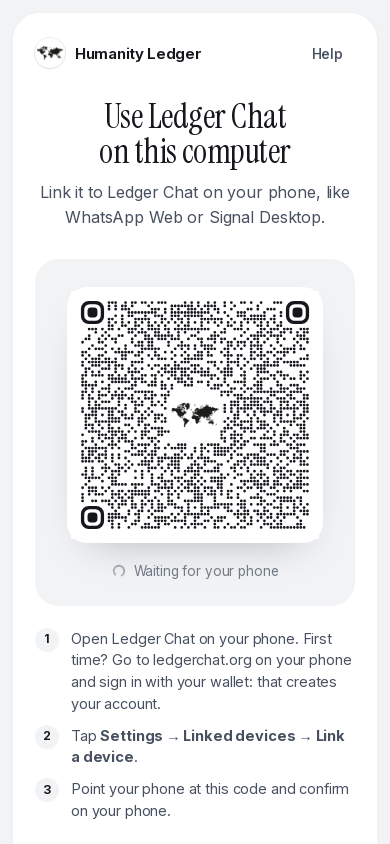 Humanity Ledger
Help
Use Ledger Chat
on this computer
Link it to Ledger Chat on your phone, like
WhatsApp Web or Signal Desktop.
Waiting for your phone
1
Open Ledger Chat on your phone. First
time? Go to ledgerchat.org on your phone
and sign in with your wallet: that creates
your account.
2
Tap Settings → Linked devices → Link
a device.
3
Point your phone at this code and confirm
on your phone.